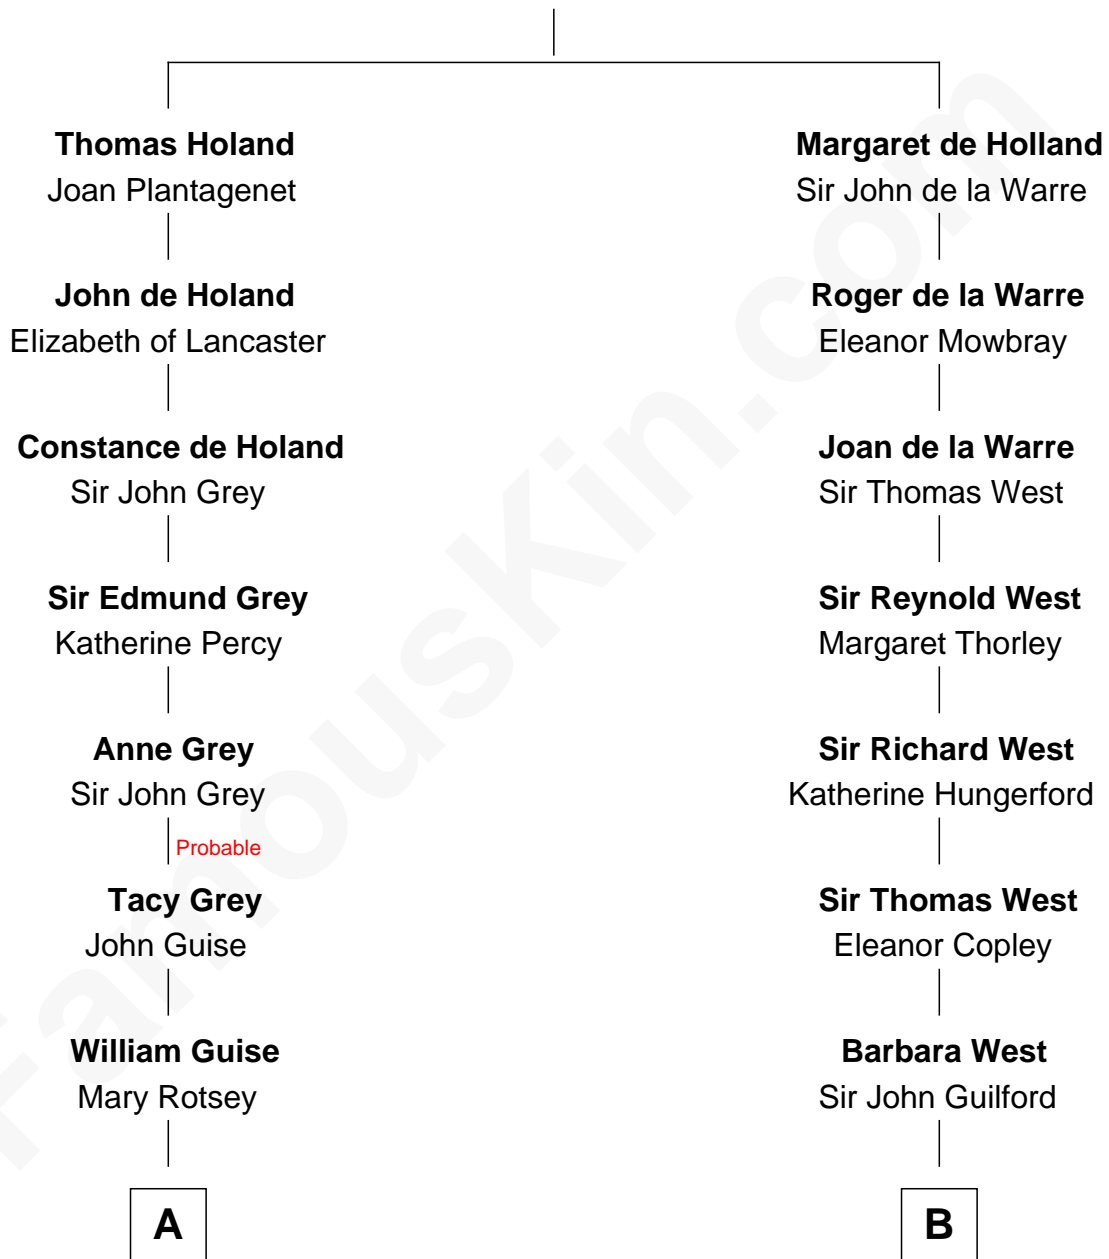 Thomas Holand
Joan Plantagenet
John de Holand
Elizabeth of Lancaster
Constance de Holand
Sir John Grey
Sir Edmund Grey
Katherine Percy
Anne Grey
Sir John Grey
Probable
Tacy Grey
John Guise
William Guise
Mary Rotsey
A
Margaret de Holland
Sir John de la Warre
Roger de la Warre
Eleanor Mowbray
Joan de la Warre
Sir Thomas West
Sir Reynold West
Margaret Thorley
Sir Richard West
Katherine Hungerford
Sir Thomas West
Eleanor Copley
Barbara West
Sir John Guilford
B
FamousKin.com